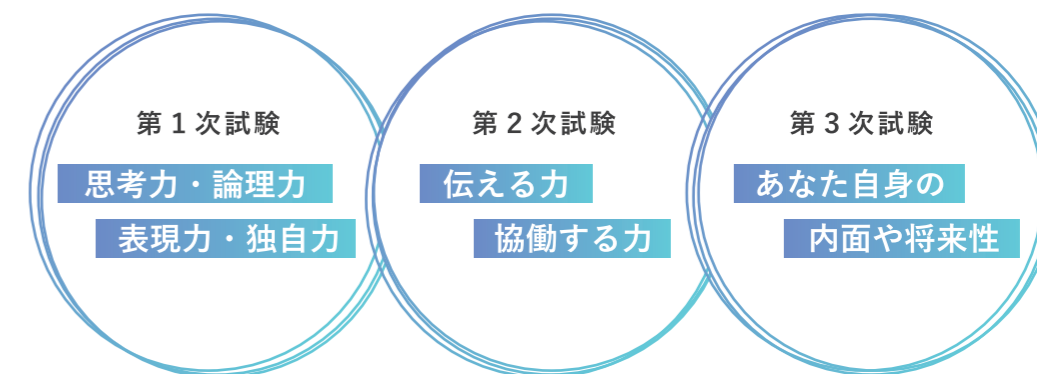 第1次試験
思考力・論理力
表現力・独自力
第2次試験
伝える力
協働する力
第3次試験
あなた自身の
内面や将来性